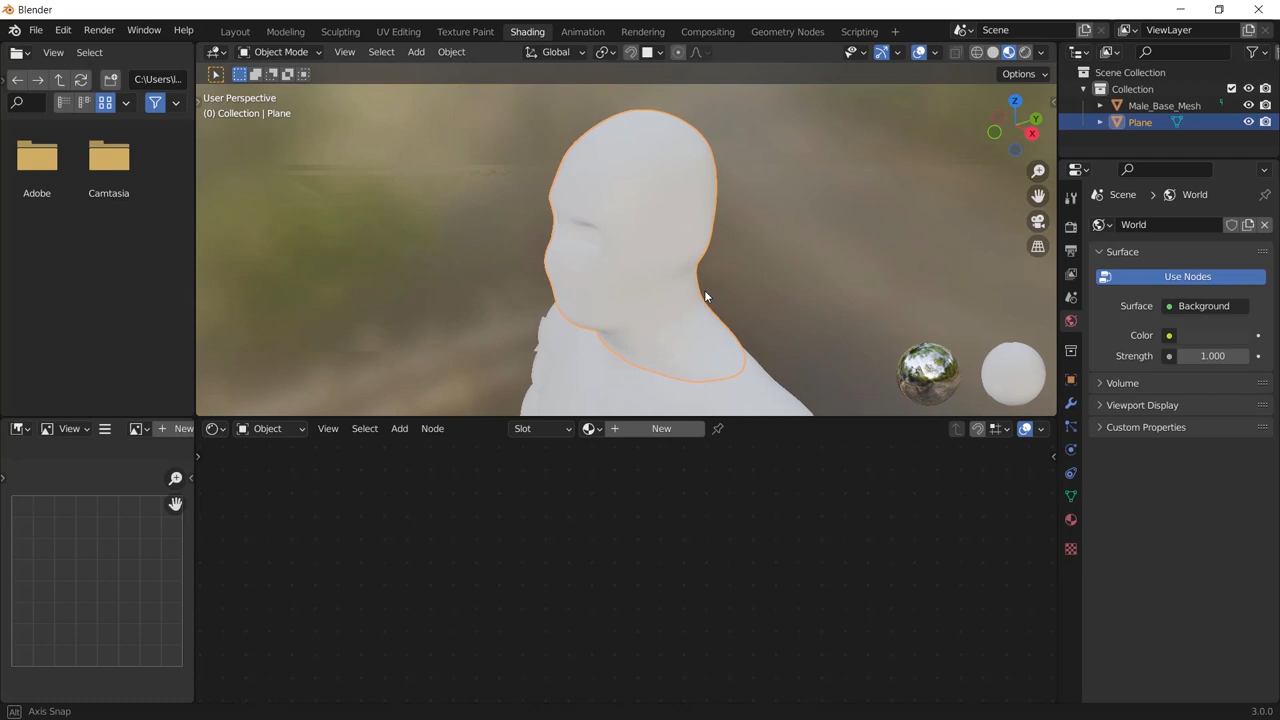 Blender
File Edit Render Window Help
Layout Modeling Sculpting UV Editing Texture Paint Shading Animation Rendering Compositing Geometry Nodes Scripting
Scene ViewLayer
View Select
Object Mode View Select Add Object Global
C:\Users\l...
Options
User Perspective
(0) Collection | Plane
Adobe Camtasia
Z Y X
Scene Collection
Collection
Male_Base_Mesh
Plane
Scene > World
World
Surface
Use Nodes
Surface Background
Color
Strength 1.000
Volume
Viewport Display
Custom Properties
View New
Object View Select Add Node Slot New
Alt Axis Snap
3.0.0